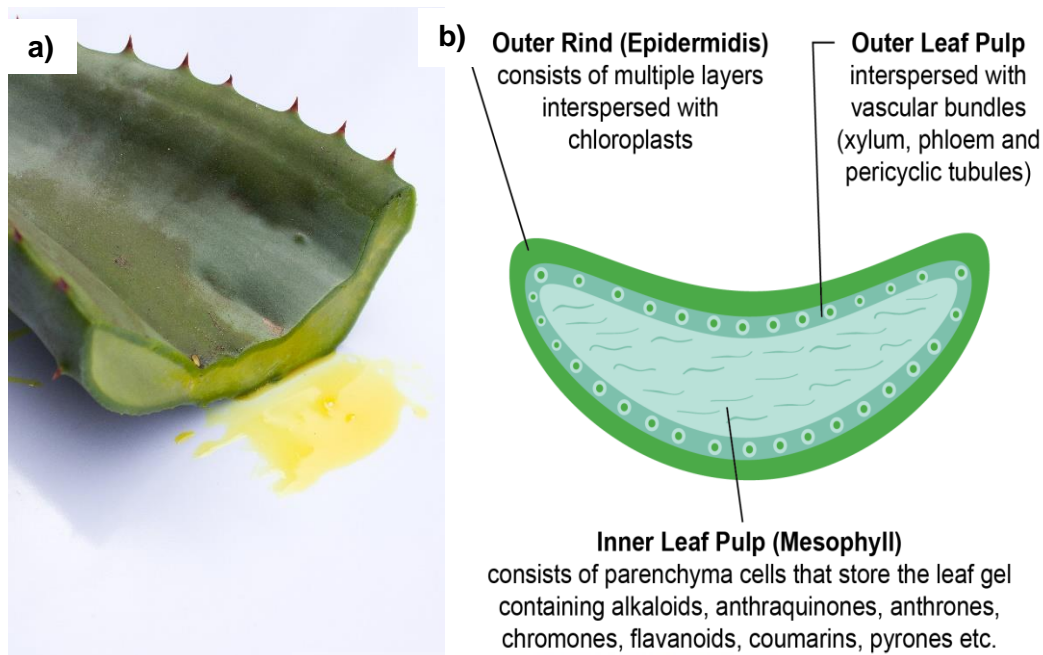 a)
b)
Outer Rind (Epidermidis)
consists of multiple layers
interspersed with
chloroplasts
Outer Leaf Pulp
interspersed with
vascular bundles
(xylum, phloem and
pericyclic tubules)
Inner Leaf Pulp (Mesophyll)
consists of parenchyma cells that store the leaf gel
containing alkaloids, anthraquinones, anthrones,
chromones, flavanoids, coumarins, pyrones etc.